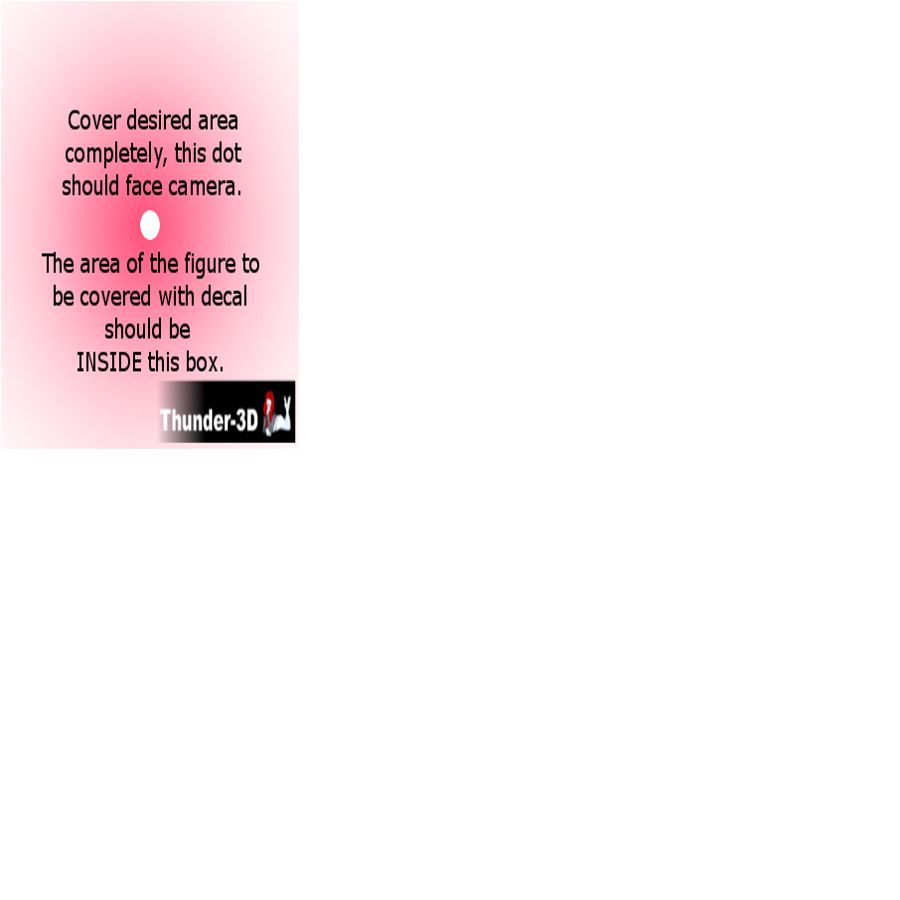 Cover desired area
completely, this dot
should face camera.
The area of the figure to
be covered with decal
should be
INSIDE this box.
Thunder-3D